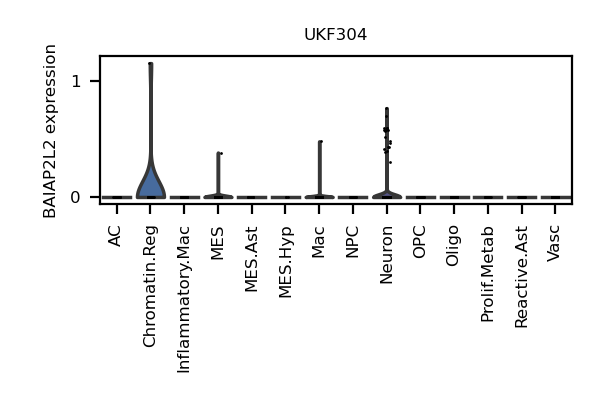 UKF304
BAIAP2L2 expression
1
0
AC
Chromatin.Reg
Inflammatory.Mac
MES
MES.Ast
MES.Hyp
Mac
NPC
Neuron
OPC
Oligo
Prolif.Metab
Reactive.Ast
Vasc